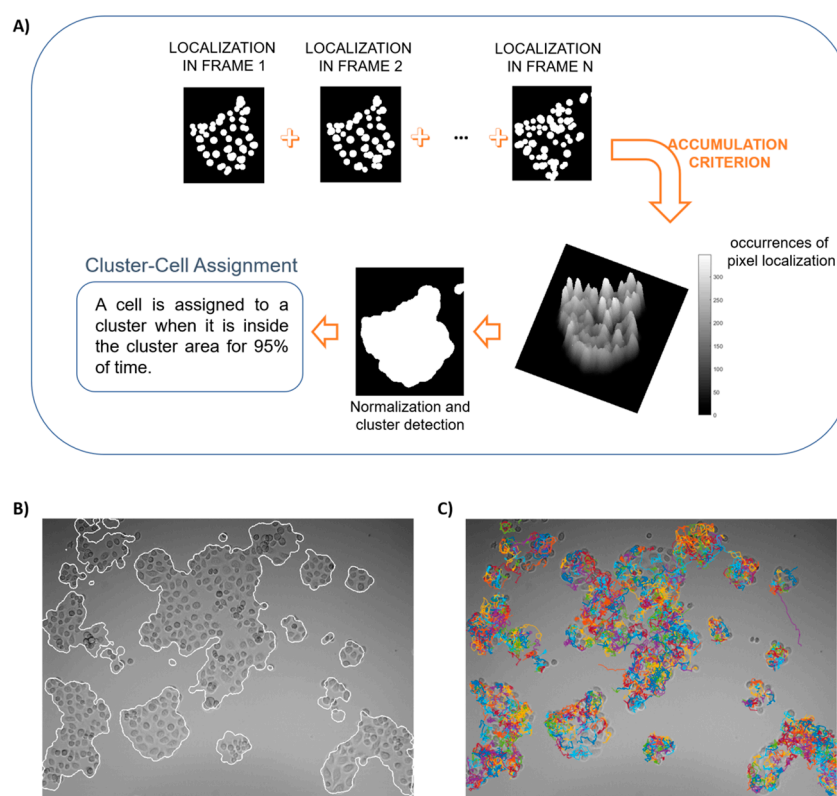 A)
LOCALIZATION
IN FRAME 1
LOCALIZATION
IN FRAME 2
LOCALIZATION
IN FRAME N
+
+
...
+
ACCUMULATION
CRITERION
occurrences of
pixel localization
300
250
200
150
100
50
0
Cluster-Cell Assignment
A cell is assigned to a
cluster when it is inside
the cluster area for 95%
of time.
Normalization and
cluster detection
B)
C)